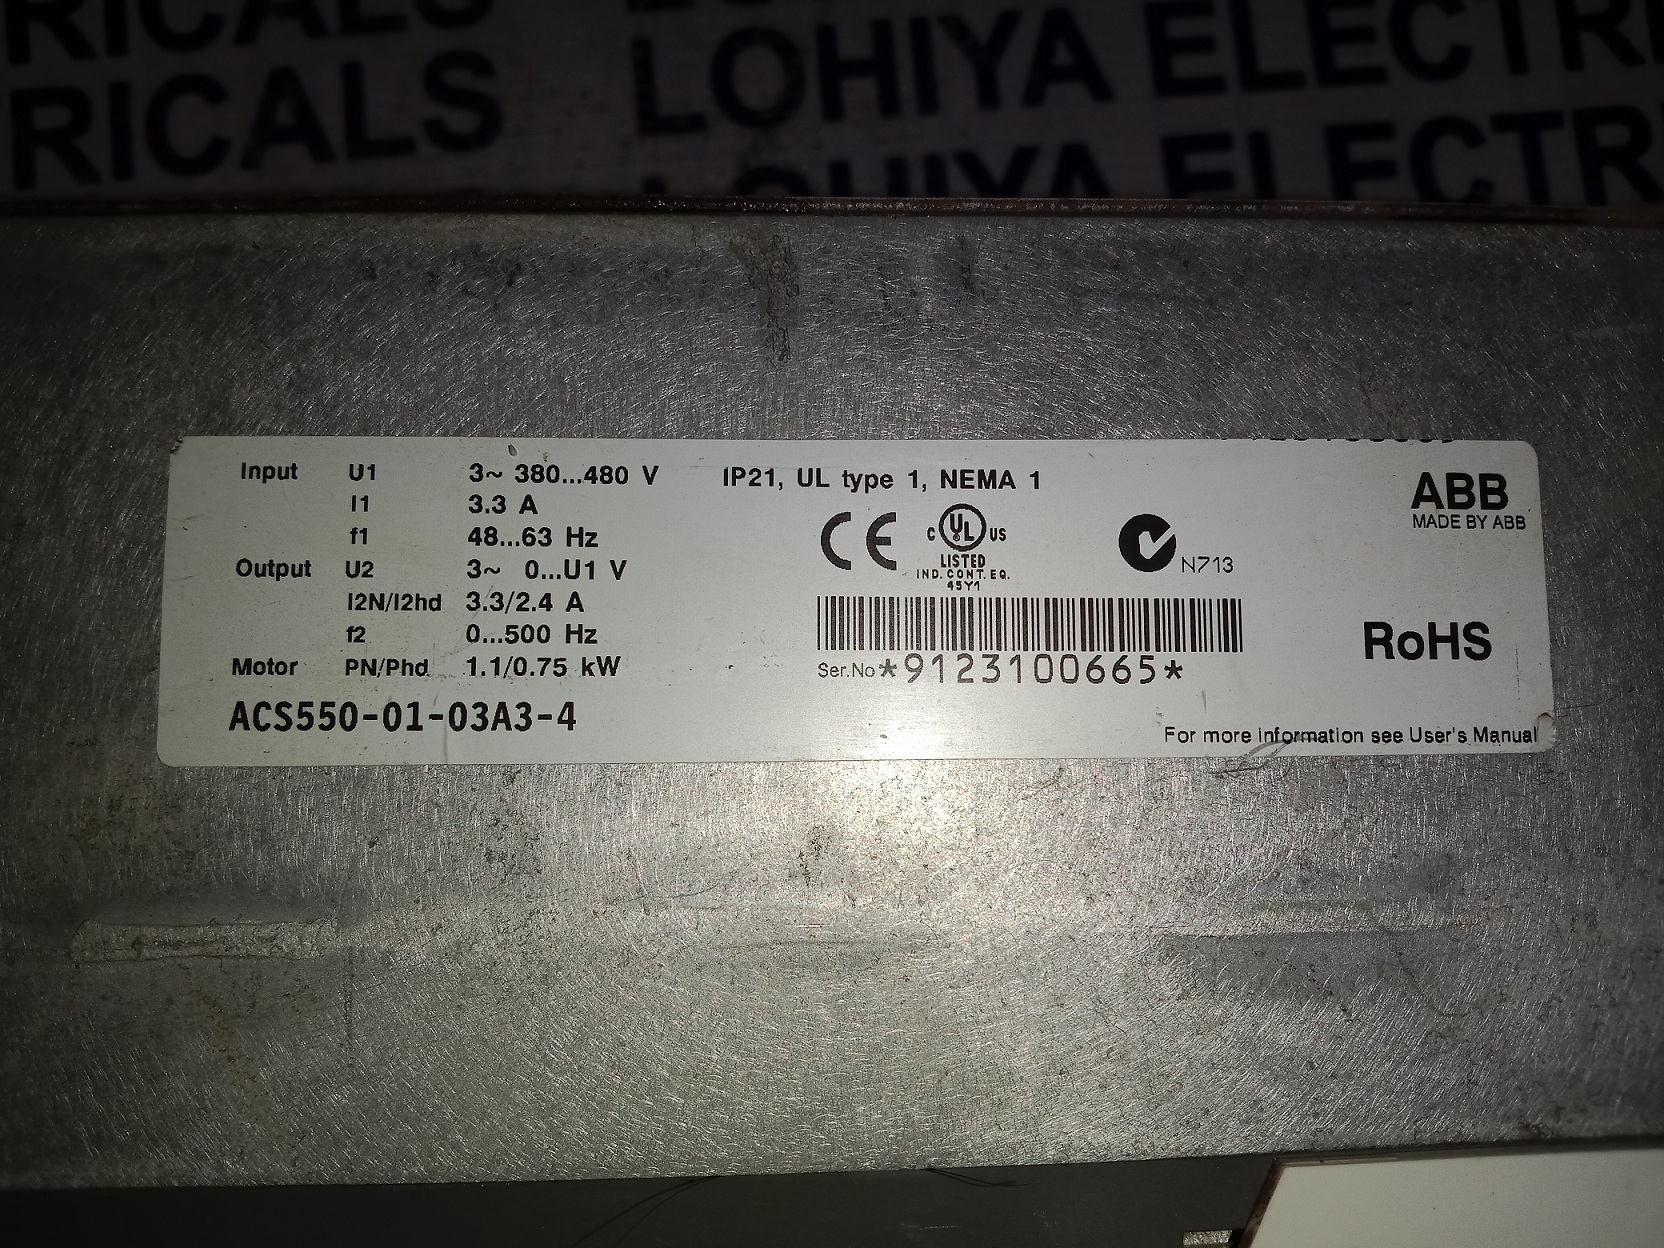 RICALS
LOHIYA ELECTRI
TRICALS
LOHIYA ELECTR
Input U1 3~ 380...480 V
I1 3.3 A
f1 48...63 Hz
Output U2 3~ 0...U1 V
I2N/I2hd 3.3/2.4 A
f2 0...500 Hz
Motor PN/Phd 1.1/0.75 kW
ACS550-01-03A3-4
IP21, UL type 1, NEMA 1
CE
C UL US
LISTED
IND. CONT. EQ.
45Y1
N713
Ser.No *9123100665*
ABB
MADE BY ABB
RoHS
For more information see User's Manual